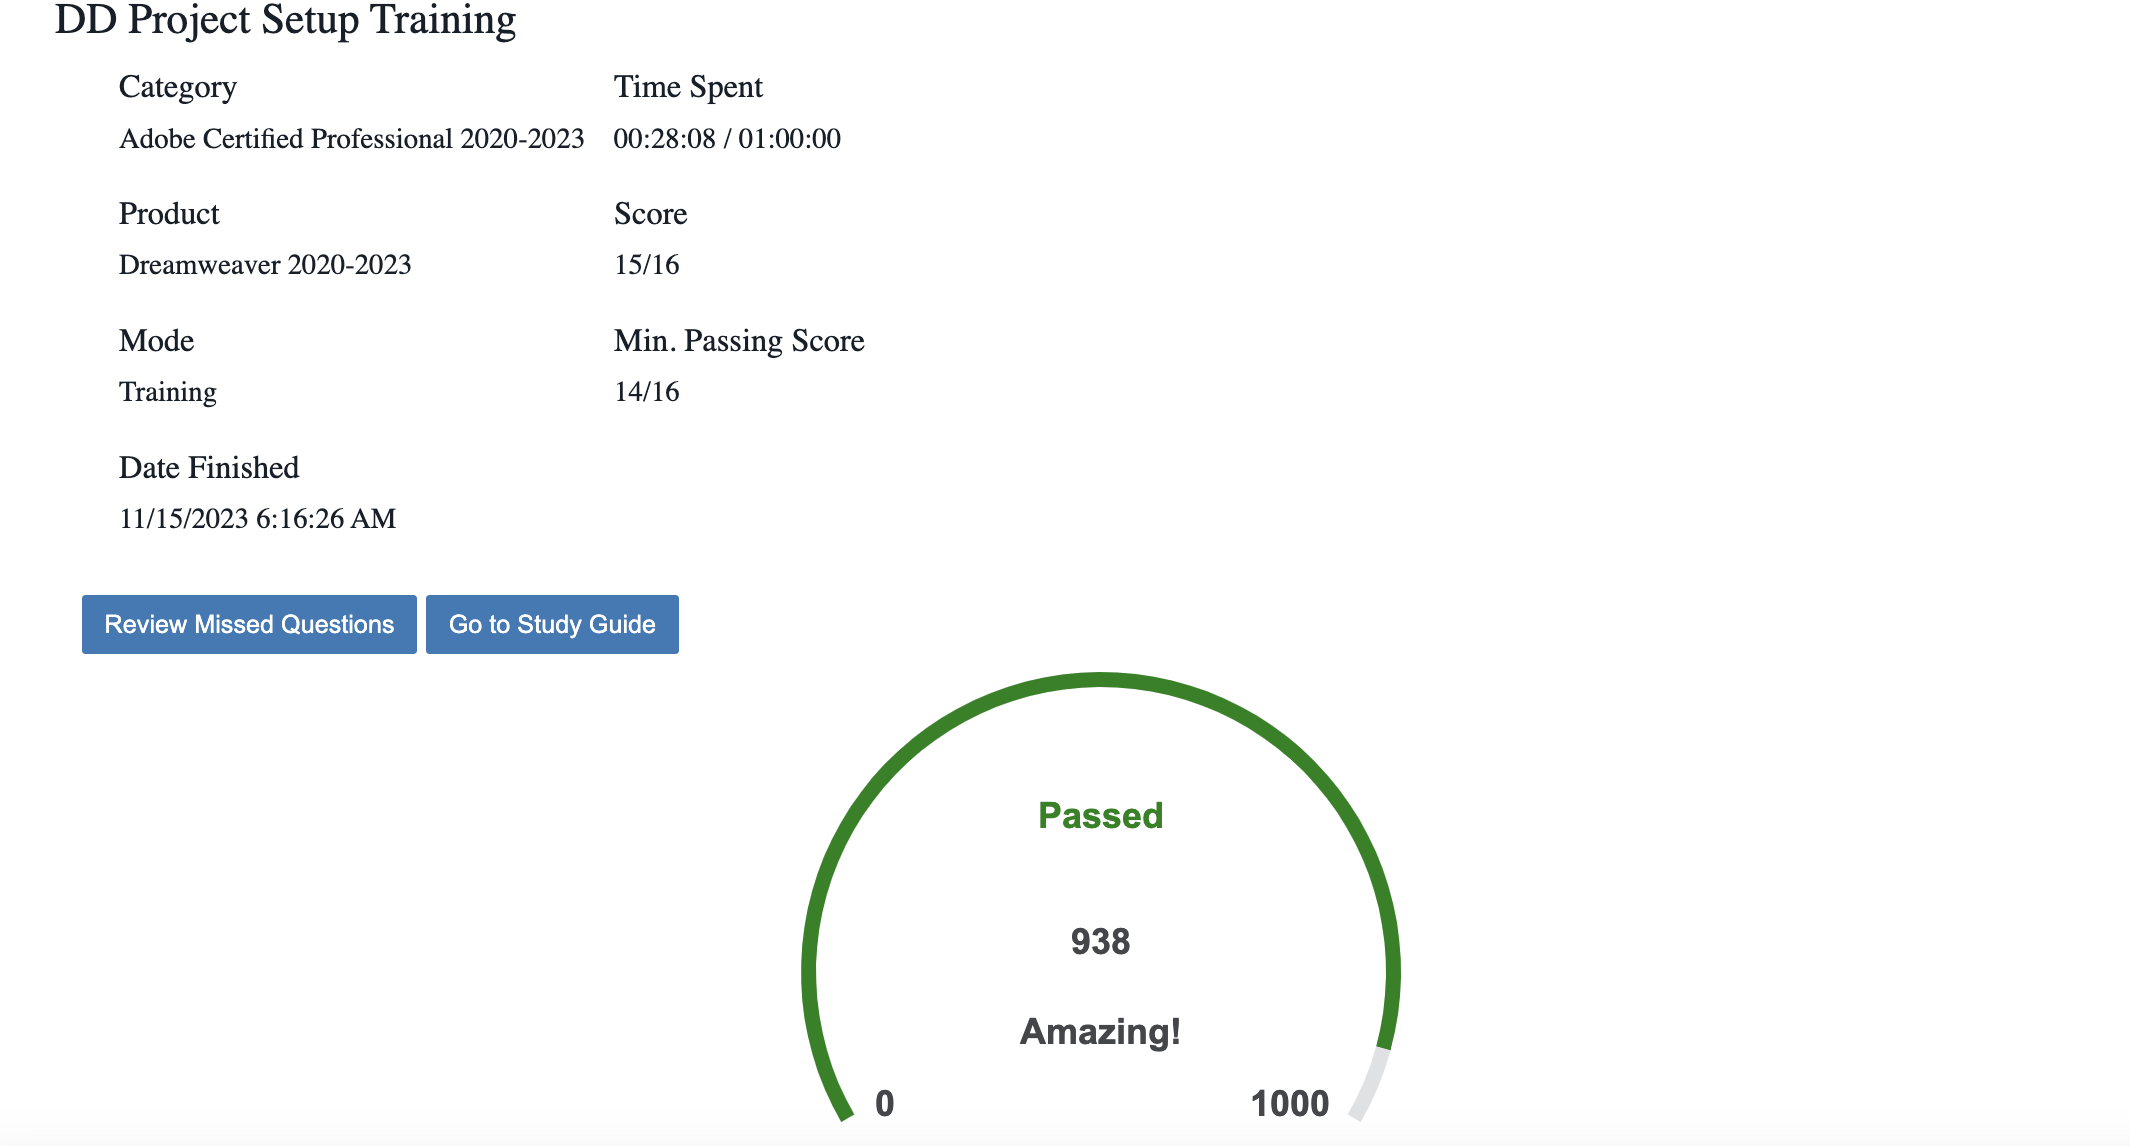 DD Project Setup Training
Category
Time Spent
Adobe Certified Professional 2020-2023
00:28:08 / 01:00:00
Product
Score
Dreamweaver 2020-2023
15/16
Mode
Min. Passing Score
Training
14/16
Date Finished
11/15/2023 6:16:26 AM
Review Missed Questions
Go to Study Guide
Passed
938
Amazing!
0
1000